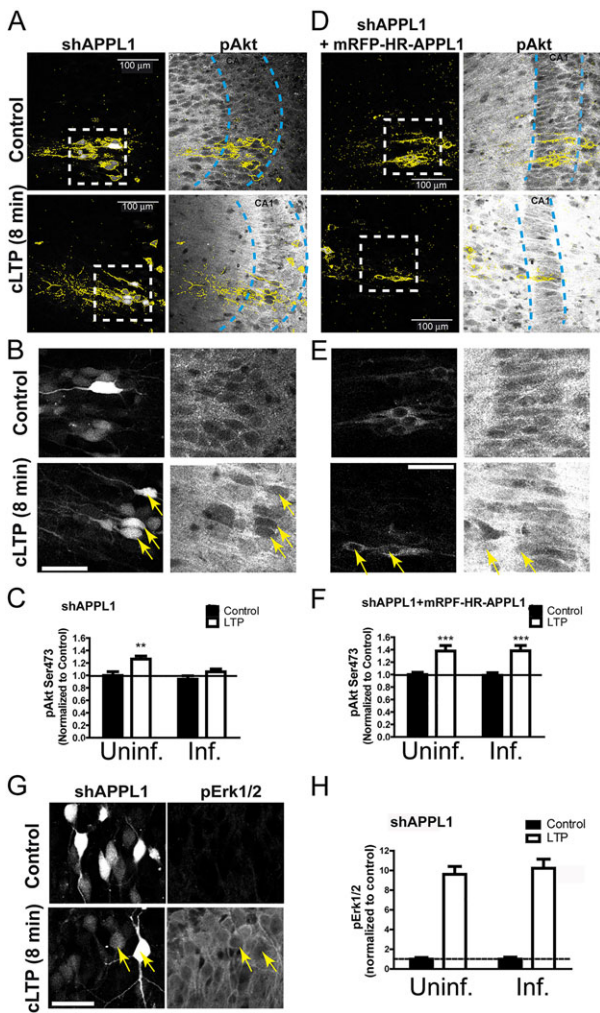 A
shAPPL1
pAkt
100 µm
Control
100 µm
CA1
cLTP (8 min)
B
Control
cLTP (8 min)
C
shAPPL1
Control
LTP
pAkt Ser473
(Normalized to Control)
1.6
1.4
1.2
1.0
0.8
0.6
0.4
0.2
0.0
**
Uninf.
Inf.
D
shAPPL1
+ mRFP-HR-APPL1
pAkt
CA1
100 µm
CA1
100 µm
E
F
shAPPL1+mRPF-HR-APPL1
Control
LTP
pAkt Ser473
(Normalized to Control)
1.6
1.4
1.2
1.0
0.8
0.6
0.4
0.2
0.0
***
***
Uninf.
Inf.
G
shAPPL1
pErk1/2
Control
cLTP (8 min)
H
shAPPL1
Control
LTP
pErk1/2
(normalized to control)
12
10
8
6
4
2
0
Uninf.
Inf.